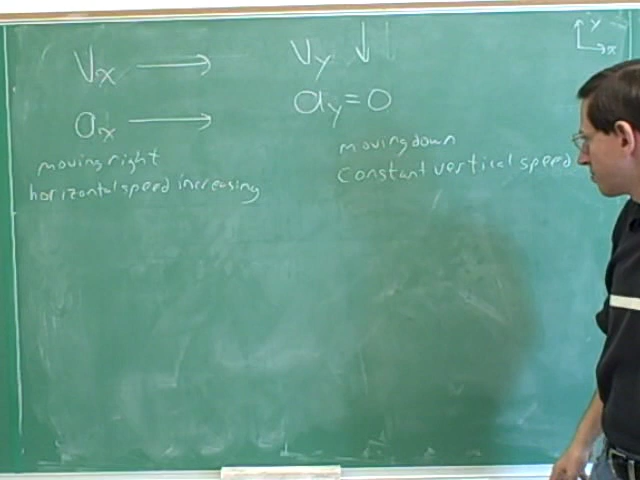 Vx →
ax →
moving right
horizontal speed increasing
Vy ↓
ay = 0
moving down
Constant vertical speed
y
x